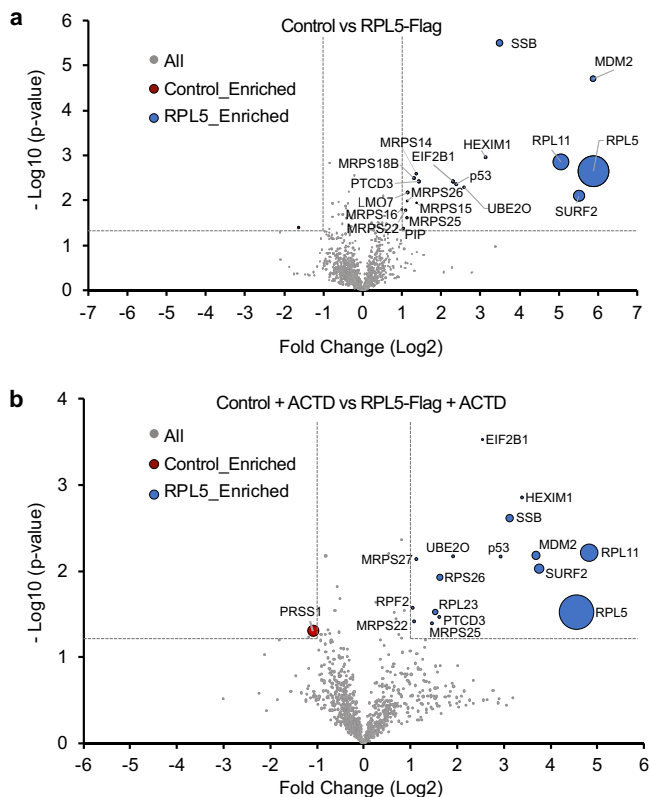 a
Control vs RPL5-Flag
All
Control_Enriched
RPL5_Enriched
SSB
MDM2
HEXIM1
RPL11
RPL5
SURF2
MRPS14
MRPS18B
EIF2B1
PTCD3
p53
MRPS26
LMO7
UBE2O
MRPS16
MRPS15
MRPS25
MRPS22
PIP
- Log10 (p-value)
6
5
4
3
2
1
0
-7 -6 -5 -4 -3 -2 -1 0 1 2 3 4 5 6 7
Fold Change (Log2)
b
Control + ACTD vs RPL5-Flag + ACTD
All
Control_Enriched
RPL5_Enriched
EIF2B1
HEXIM1
SSB
UBE2O
p53
MDM2
RPL11
MRPS27
SURF2
RPS26
RPF2
RPL23
RPL5
PRSS1
MRPS22
PTCD3
MRPS25
- Log10 (p-value)
4
3
2
1
0
-6 -5 -4 -3 -2 -1 0 1 2 3 4 5 6
Fold Change (Log2)